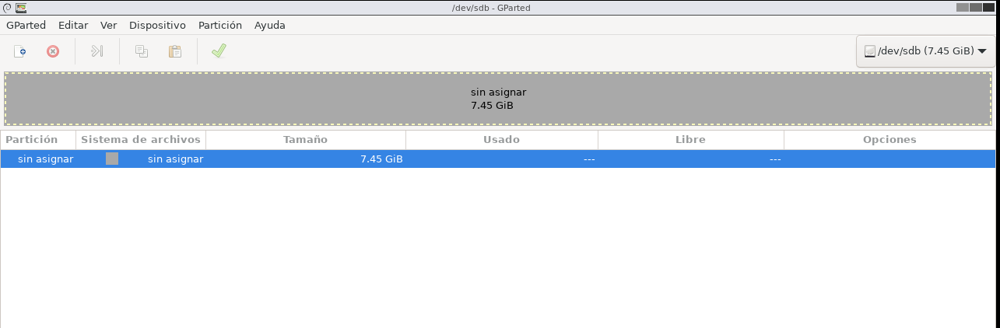 /dev/sdb - GParted
GParted Editar Ver Dispositivo Partición Ayuda
/dev/sdb (7.45 GiB)
sin asignar
7.45 GiB
Partición Sistema de archivos Tamaño Usado Libre Opciones
sin asignar sin asignar 7.45 GiB --- ---